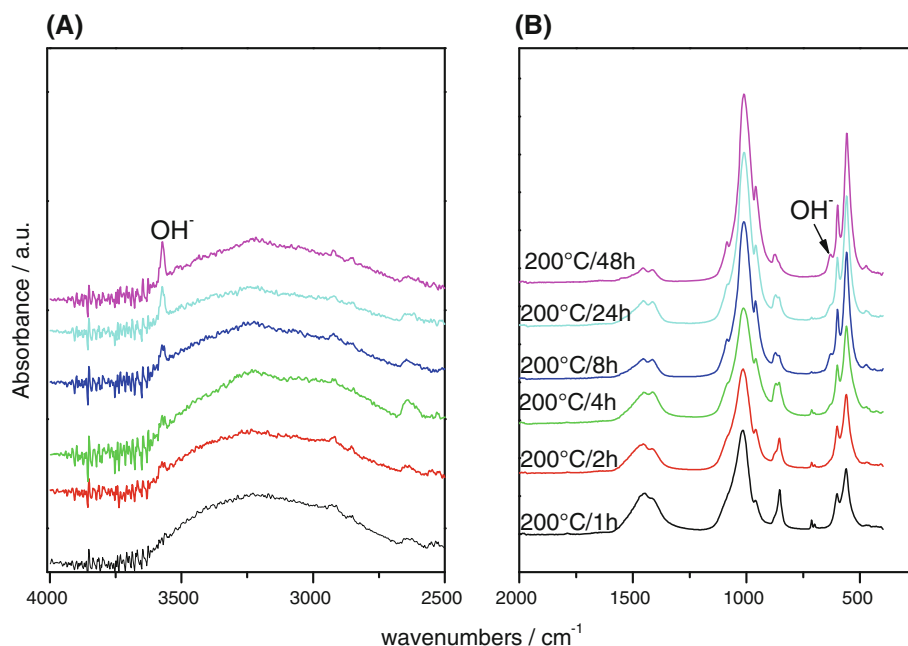 (A)
(B)
Absorbance / a.u.
OH⁻
4000 3500 3000 2500
OH⁻
200°C/48h
200°C/24h
200°C/8h
200°C/4h
200°C/2h
200°C/1h
2000 1500 1000 500
wavenumbers / cm⁻¹